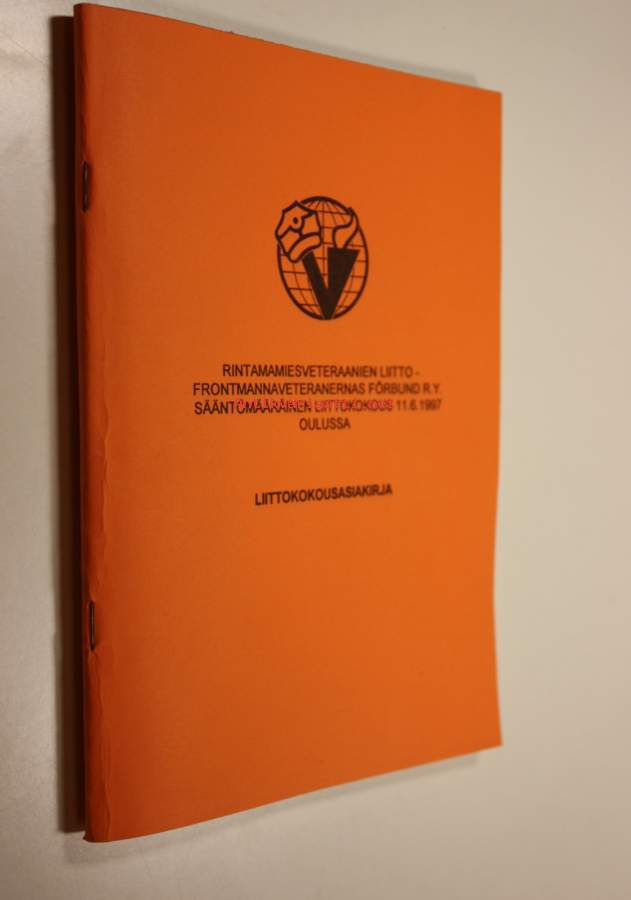 RINTAMAMIESVETERAANIEN LIITTO -
FRONTMANNAVETERANERNAS FÖRBUND R.Y.
SÄÄNTÖMÄÄRÄINEN LIITTOKOKOUS 11.6.1997
OULUSSA
LIITTOKOKOUSASIAKIRJA